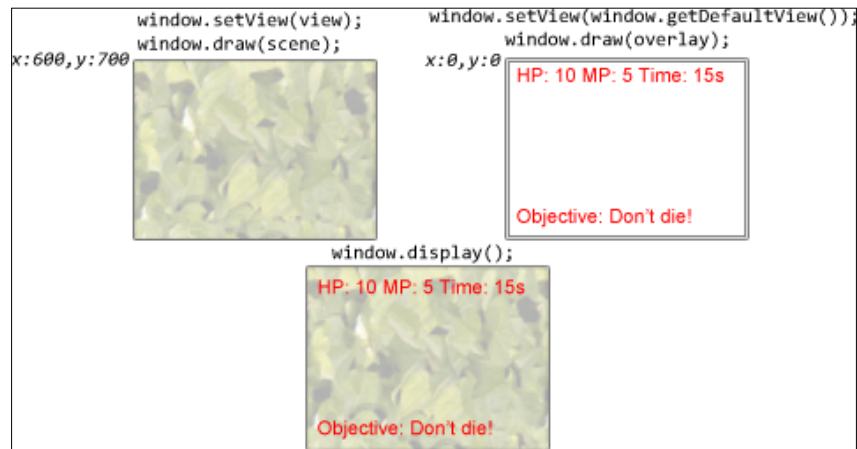 window.setView(view);
window.draw(scene);
x:600,y:700
window.setView(window.getDefaultView());
window.draw(overlay);
x:0,y:0
HP: 10 MP: 5 Time: 15s
Objective: Don't die!
window.display();
HP: 10 MP: 5 Time: 15s
Objective: Don't die!